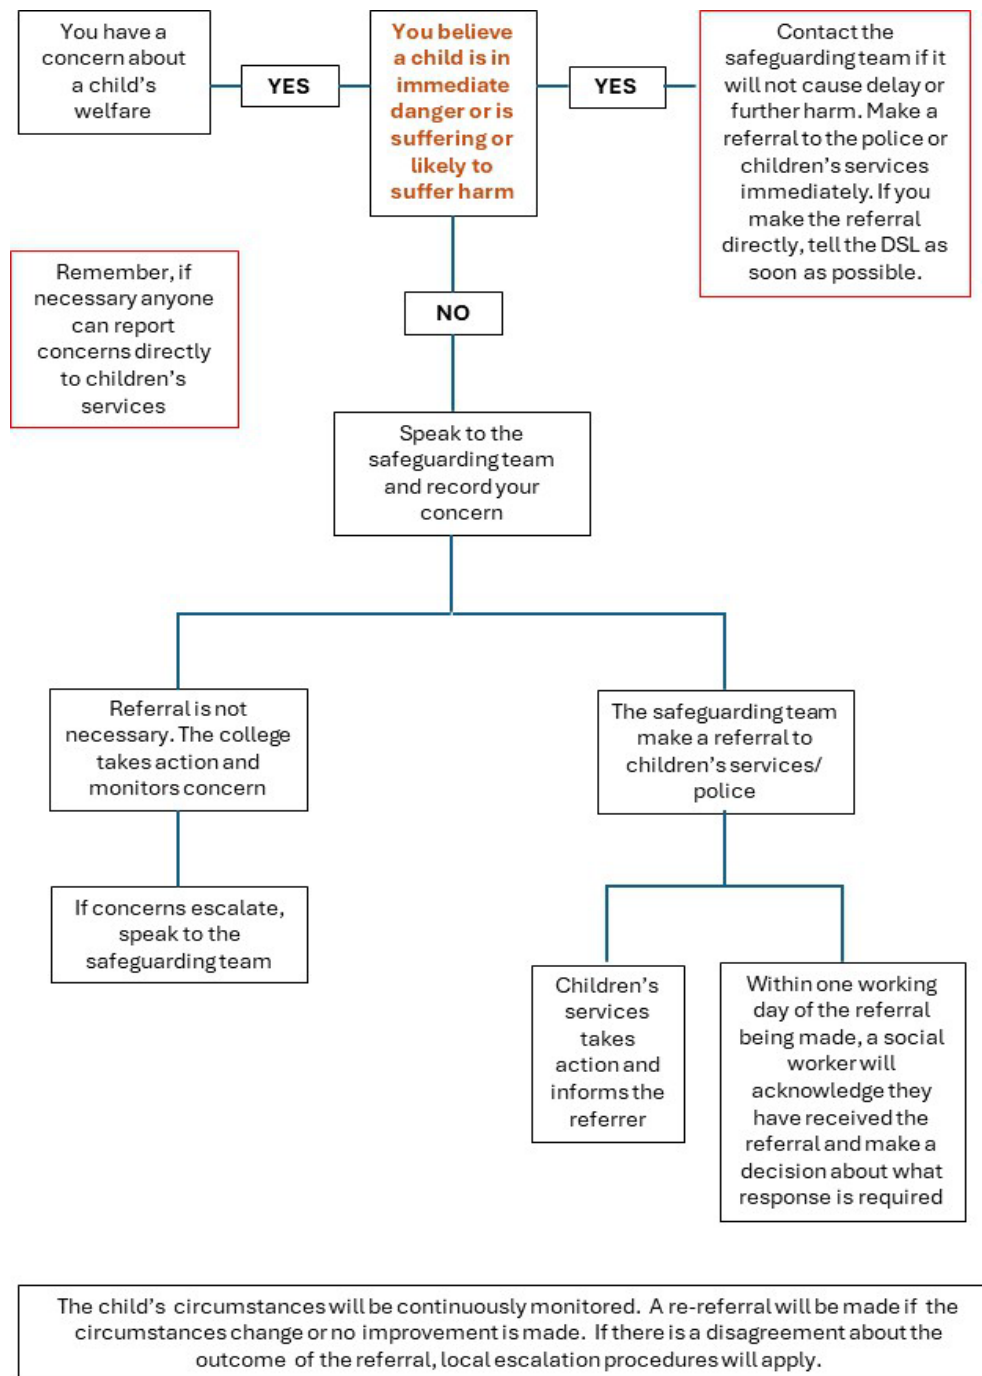 You have a
concern about
a child's
welfare
YES
You believe
a child is in
immediate
danger or is
suffering or
likely to
suffer harm
YES
Contact the
safeguarding team if it
will not cause delay or
further harm. Make a
referral to the police or
children's services
immediately. If you
make the referral
directly, tell the DSL as
soon as possible.
Remember, if
necessary anyone
can report
concerns directly
to children's
services
NO
Speak to the
safeguarding team
and record your
concern
Referral is not
necessary. The college
takes action and
monitors concern
The safeguarding team
make a referral to
children's services/
police
If concerns escalate,
speak to the
safeguarding team
Children's
services
takes
action and
informs the
referrer
Within one working
day of the referral
being made, a social
worker will
acknowledge they
have received the
referral and make a
decision about what
response is required
The child's circumstances will be continuously monitored. A re-referral will be made if the
circumstances change or no improvement is made. If there is a disagreement about the
outcome of the referral, local escalation procedures will apply.